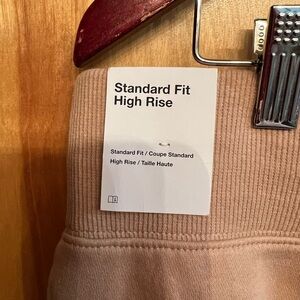 Standard Fit
High Rise
Standard Fit / Coupe Standard
High Rise / Taille Haute